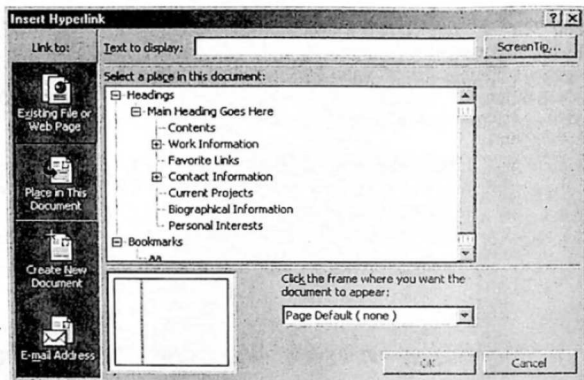 Insert Hyperlink
Link to:
Text to display:
ScreenTip...
Existing File or
Web Page
Place in This
Document
Create New
Document
E-mail Address
Select a place in this document:
Headings
Main Heading Goes Here
Contents
Work Information
Favorite Links
Contact Information
Current Projects
Biographical Information
Personal Interests
Bookmarks
aa
Click the frame where you want the
document to appear:
Page Default ( none )
OK
Cancel